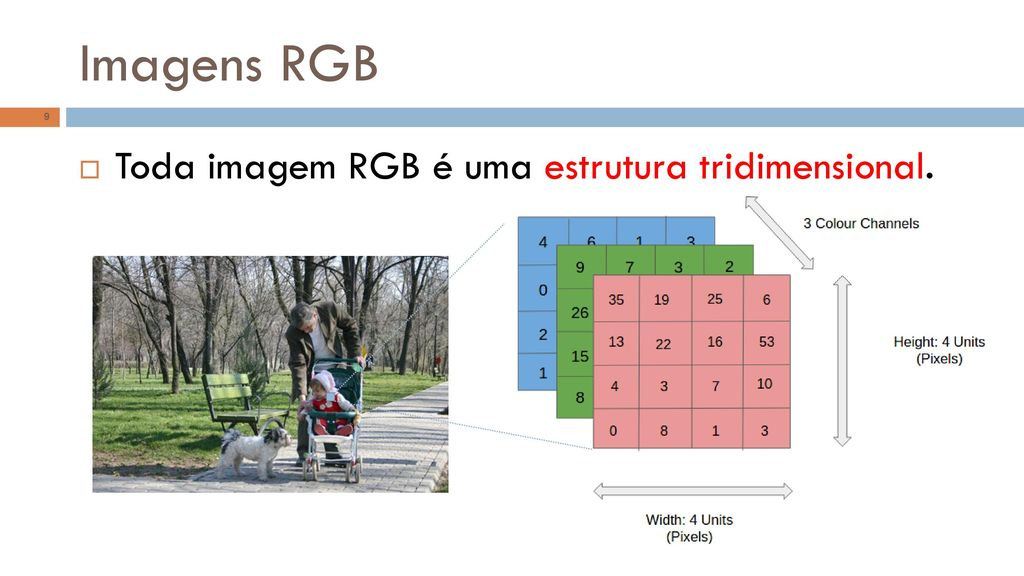 Imagens RGB
9
Toda imagem RGB é uma estrutura tridimensional.
3 Colour Channels
4 6 1 3
0
2
1
9 7 3 2
26
15
8
35 19 25 6
13 22 16 53
4 3 7 10
0 8 1 3
Height: 4 Units
(Pixels)
Width: 4 Units
(Pixels)